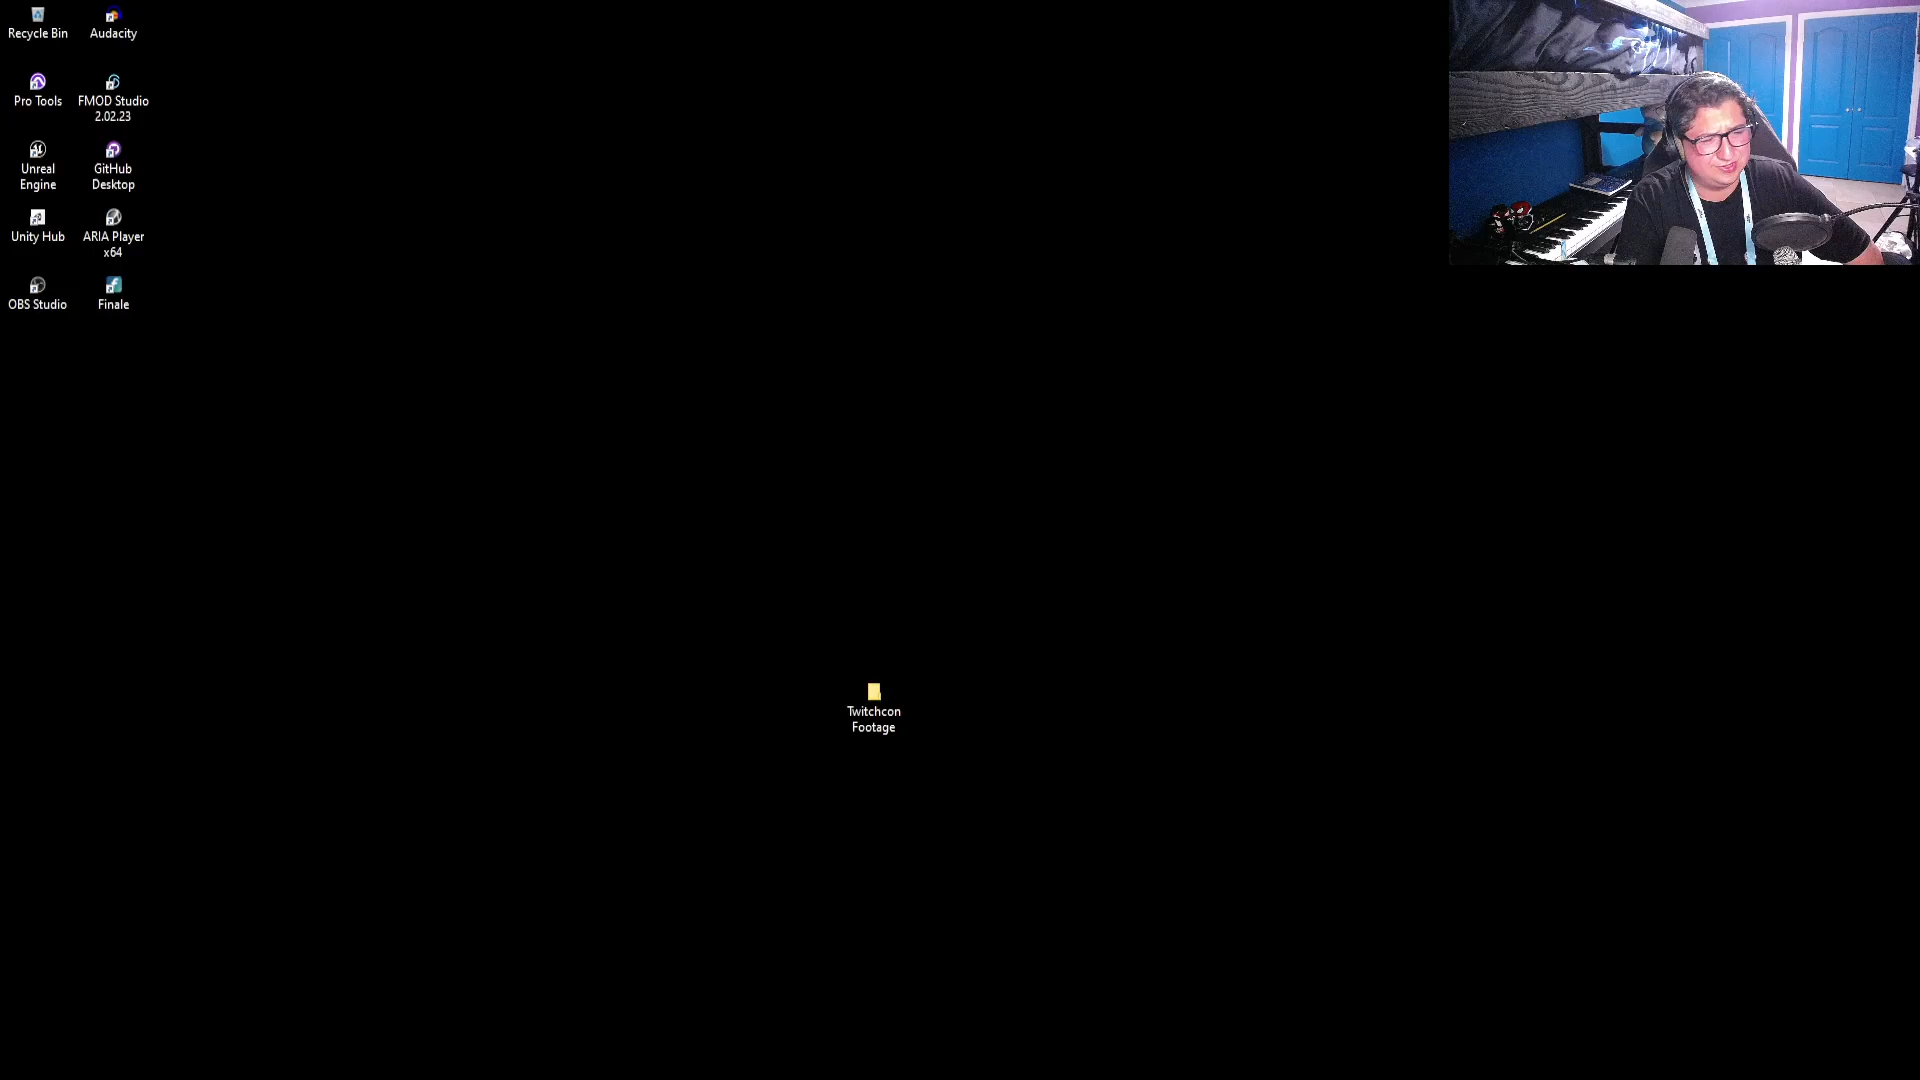 Recycle Bin
Audacity
Pro Tools
FMOD Studio
2.02.23
Unreal
Engine
GitHub
Desktop
Unity Hub
ARIA Player
x64
OBS Studio
Finale
Twitchcon
Footage